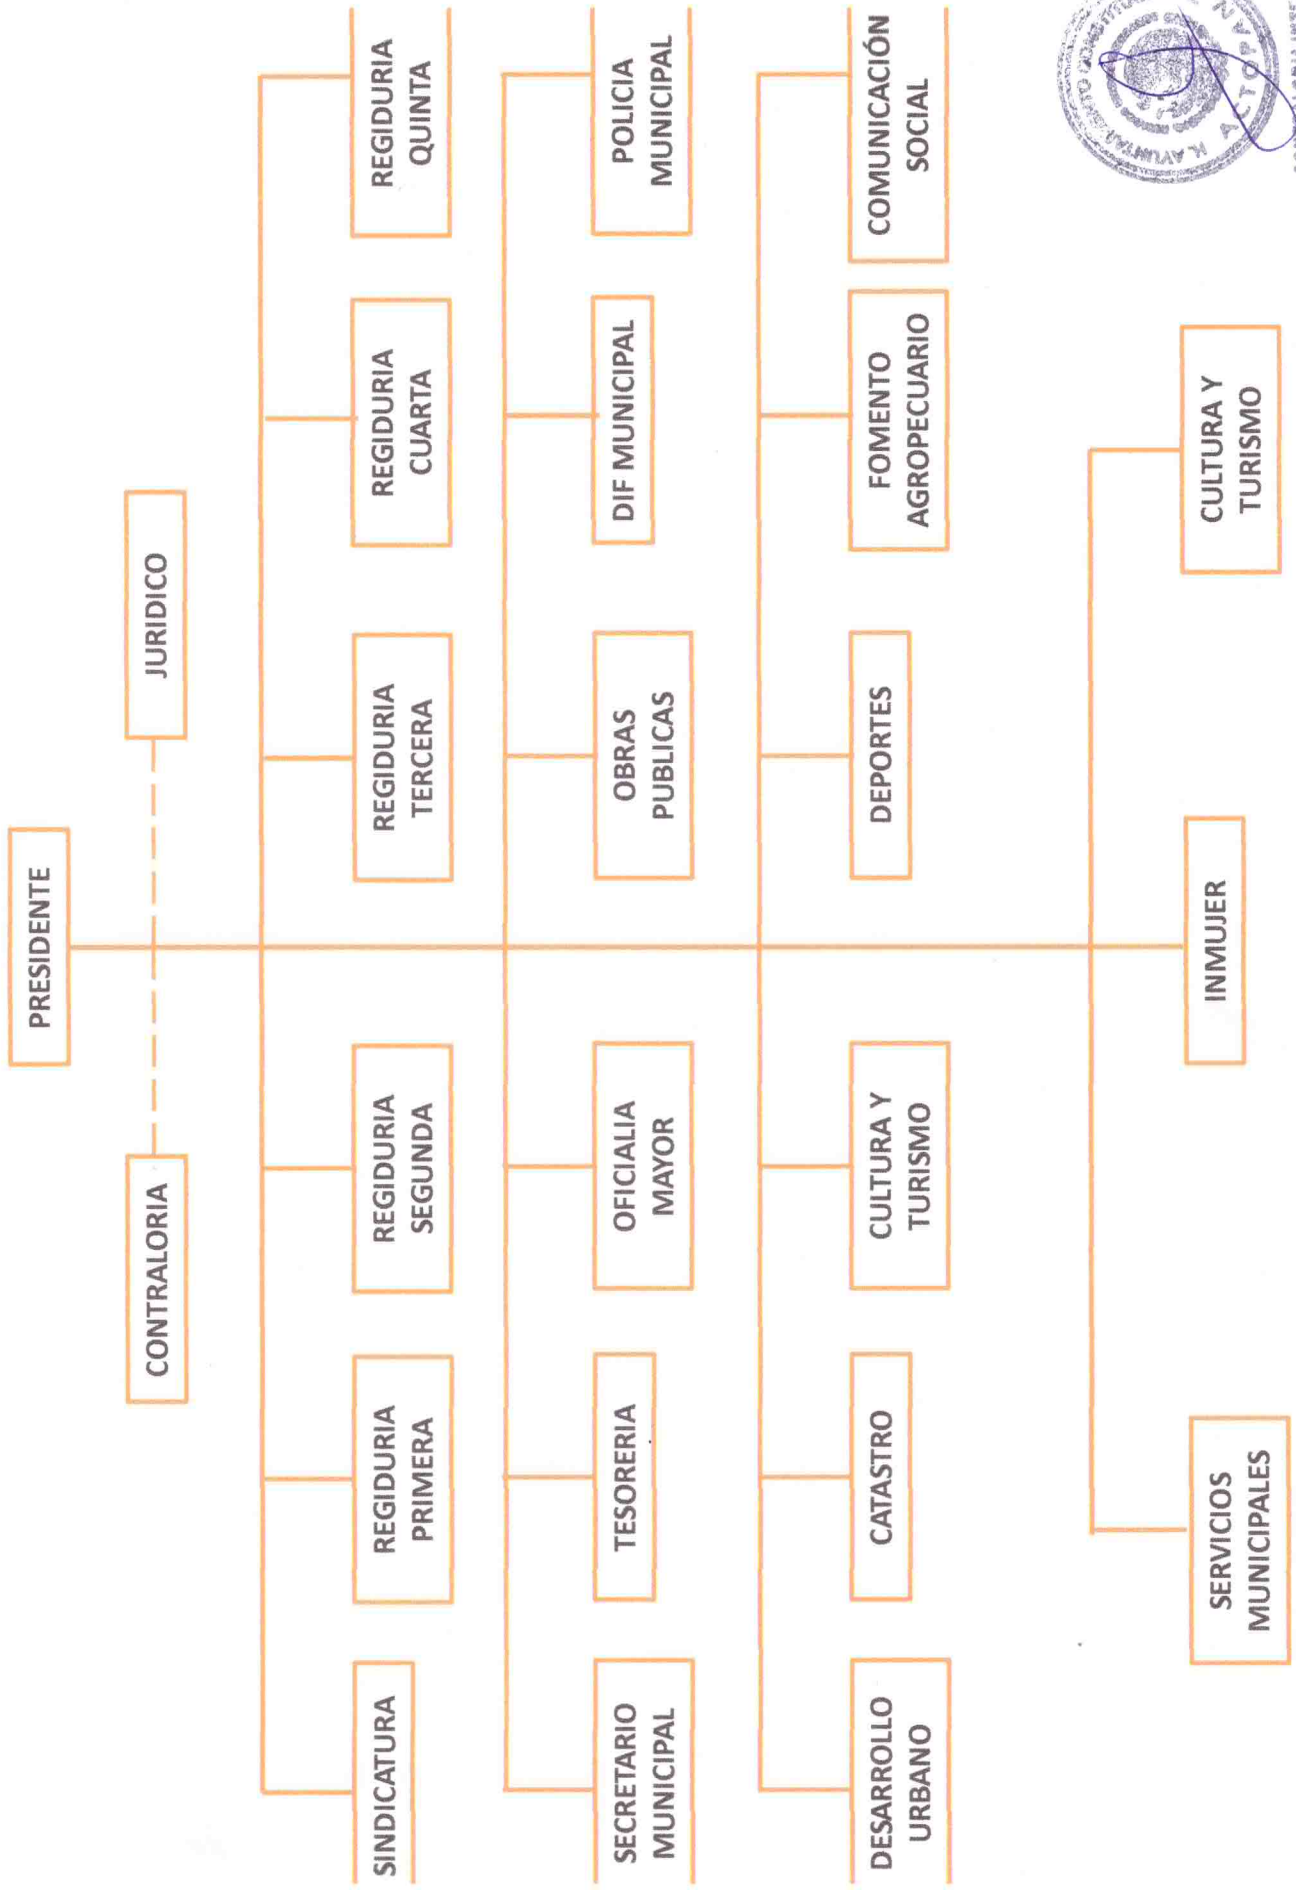 PRESIDENTE
CONTRALORIA
JURIDICO
SINDICATURA
REGIDURIA
PRIMERA
REGIDURIA
SEGUNDA
REGIDURIA
TERCERA
REGIDURIA
CUARTA
REGIDURIA
QUINTA
SECRETARIO
MUNICIPAL
TESORERIA
OFICIALIA
MAYOR
OBRAS
PUBLICAS
DIF MUNICIPAL
POLICIA
MUNICIPAL
DESARROLLO
URBANO
CATASTRO
CULTURA Y
TURISMO
DEPORTES
FOMENTO
AGROPECUARIO
COMUNICACIÓN
SOCIAL
SERVICIOS
MUNICIPALES
INMUJER
CULTURA Y
TURISMO
ACTOPAN